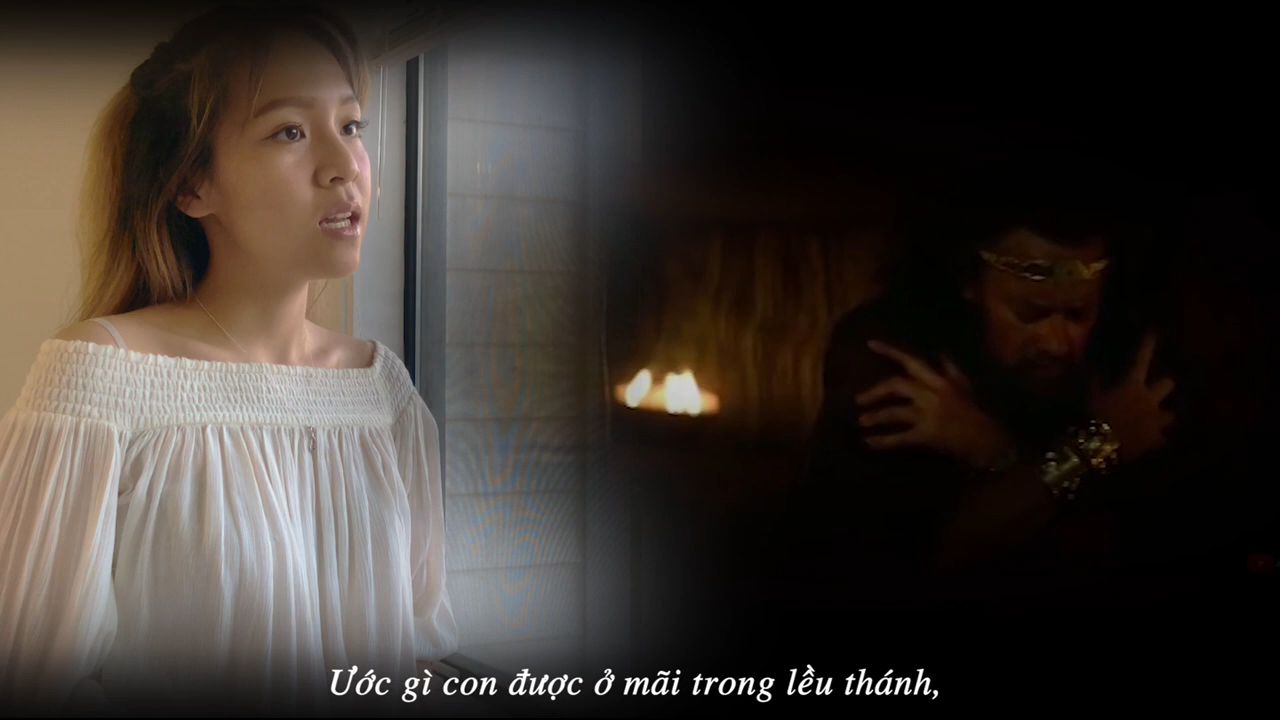 Ước gì con được ở mãi trong lều thánh,